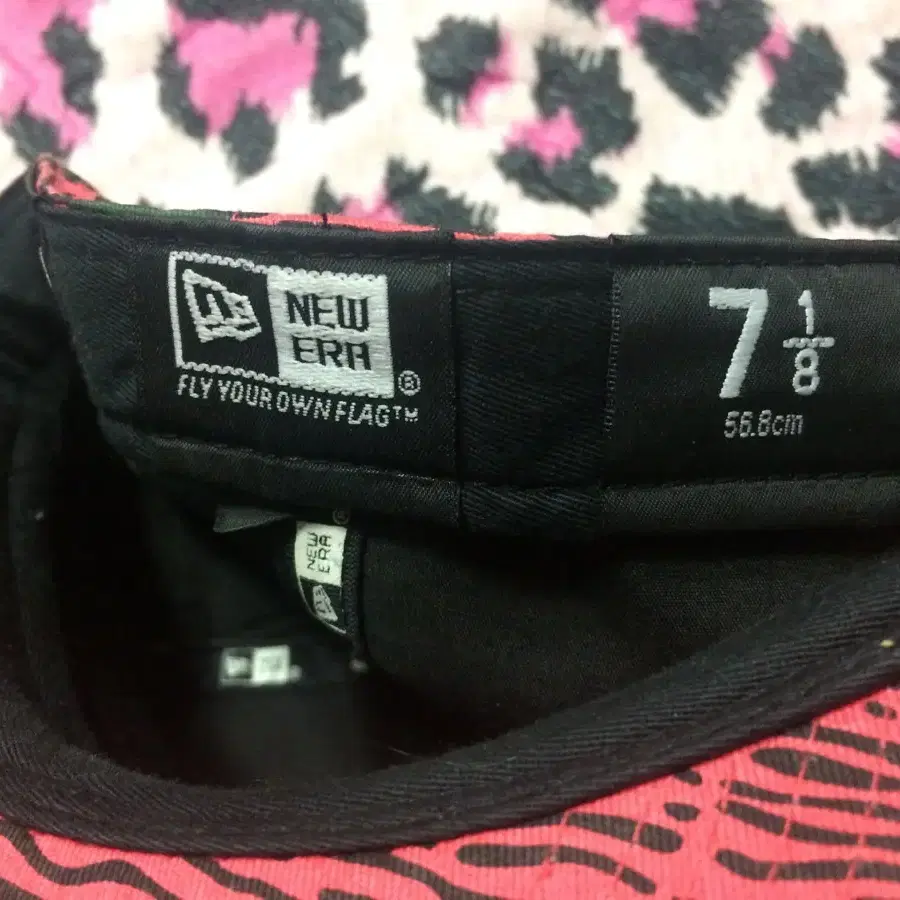 NEW
ERA
®
FLY YOUR OWN FLAG™
7 1/8
56.8cm
NEW
ERA
®